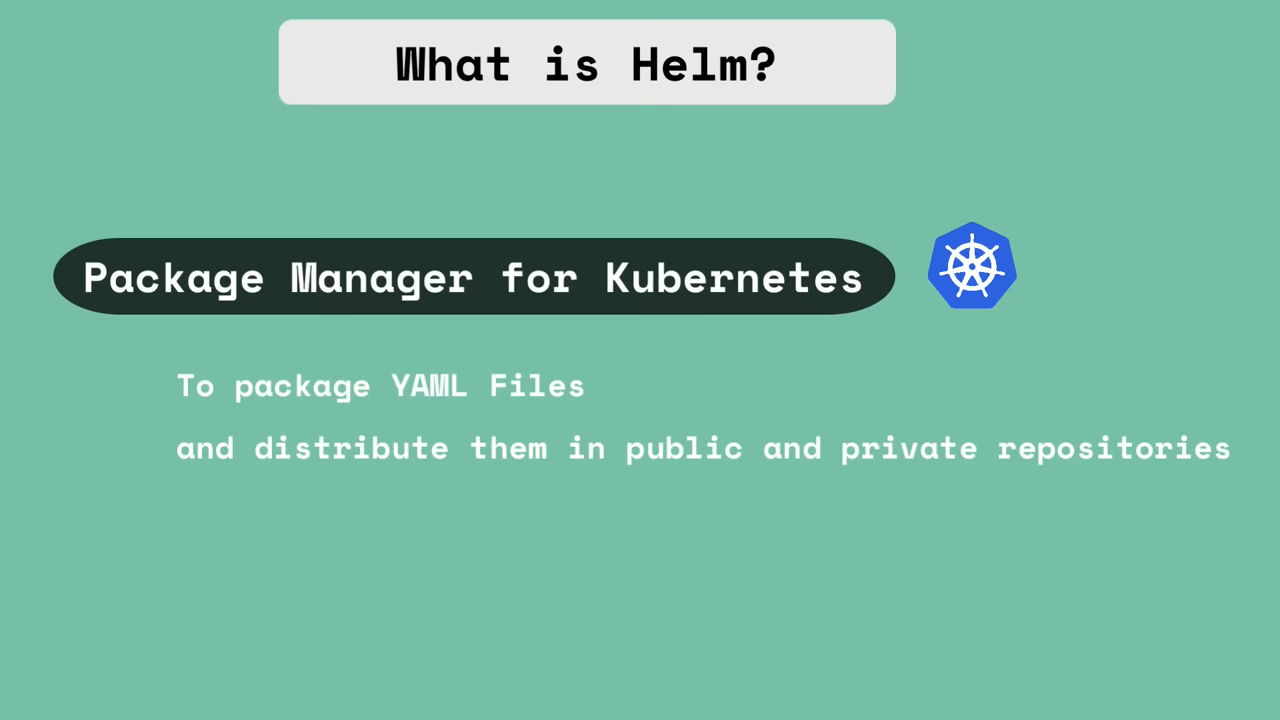 What is Helm?
Package Manager for Kubernetes
To package YAML Files
and distribute them in public and private repositories